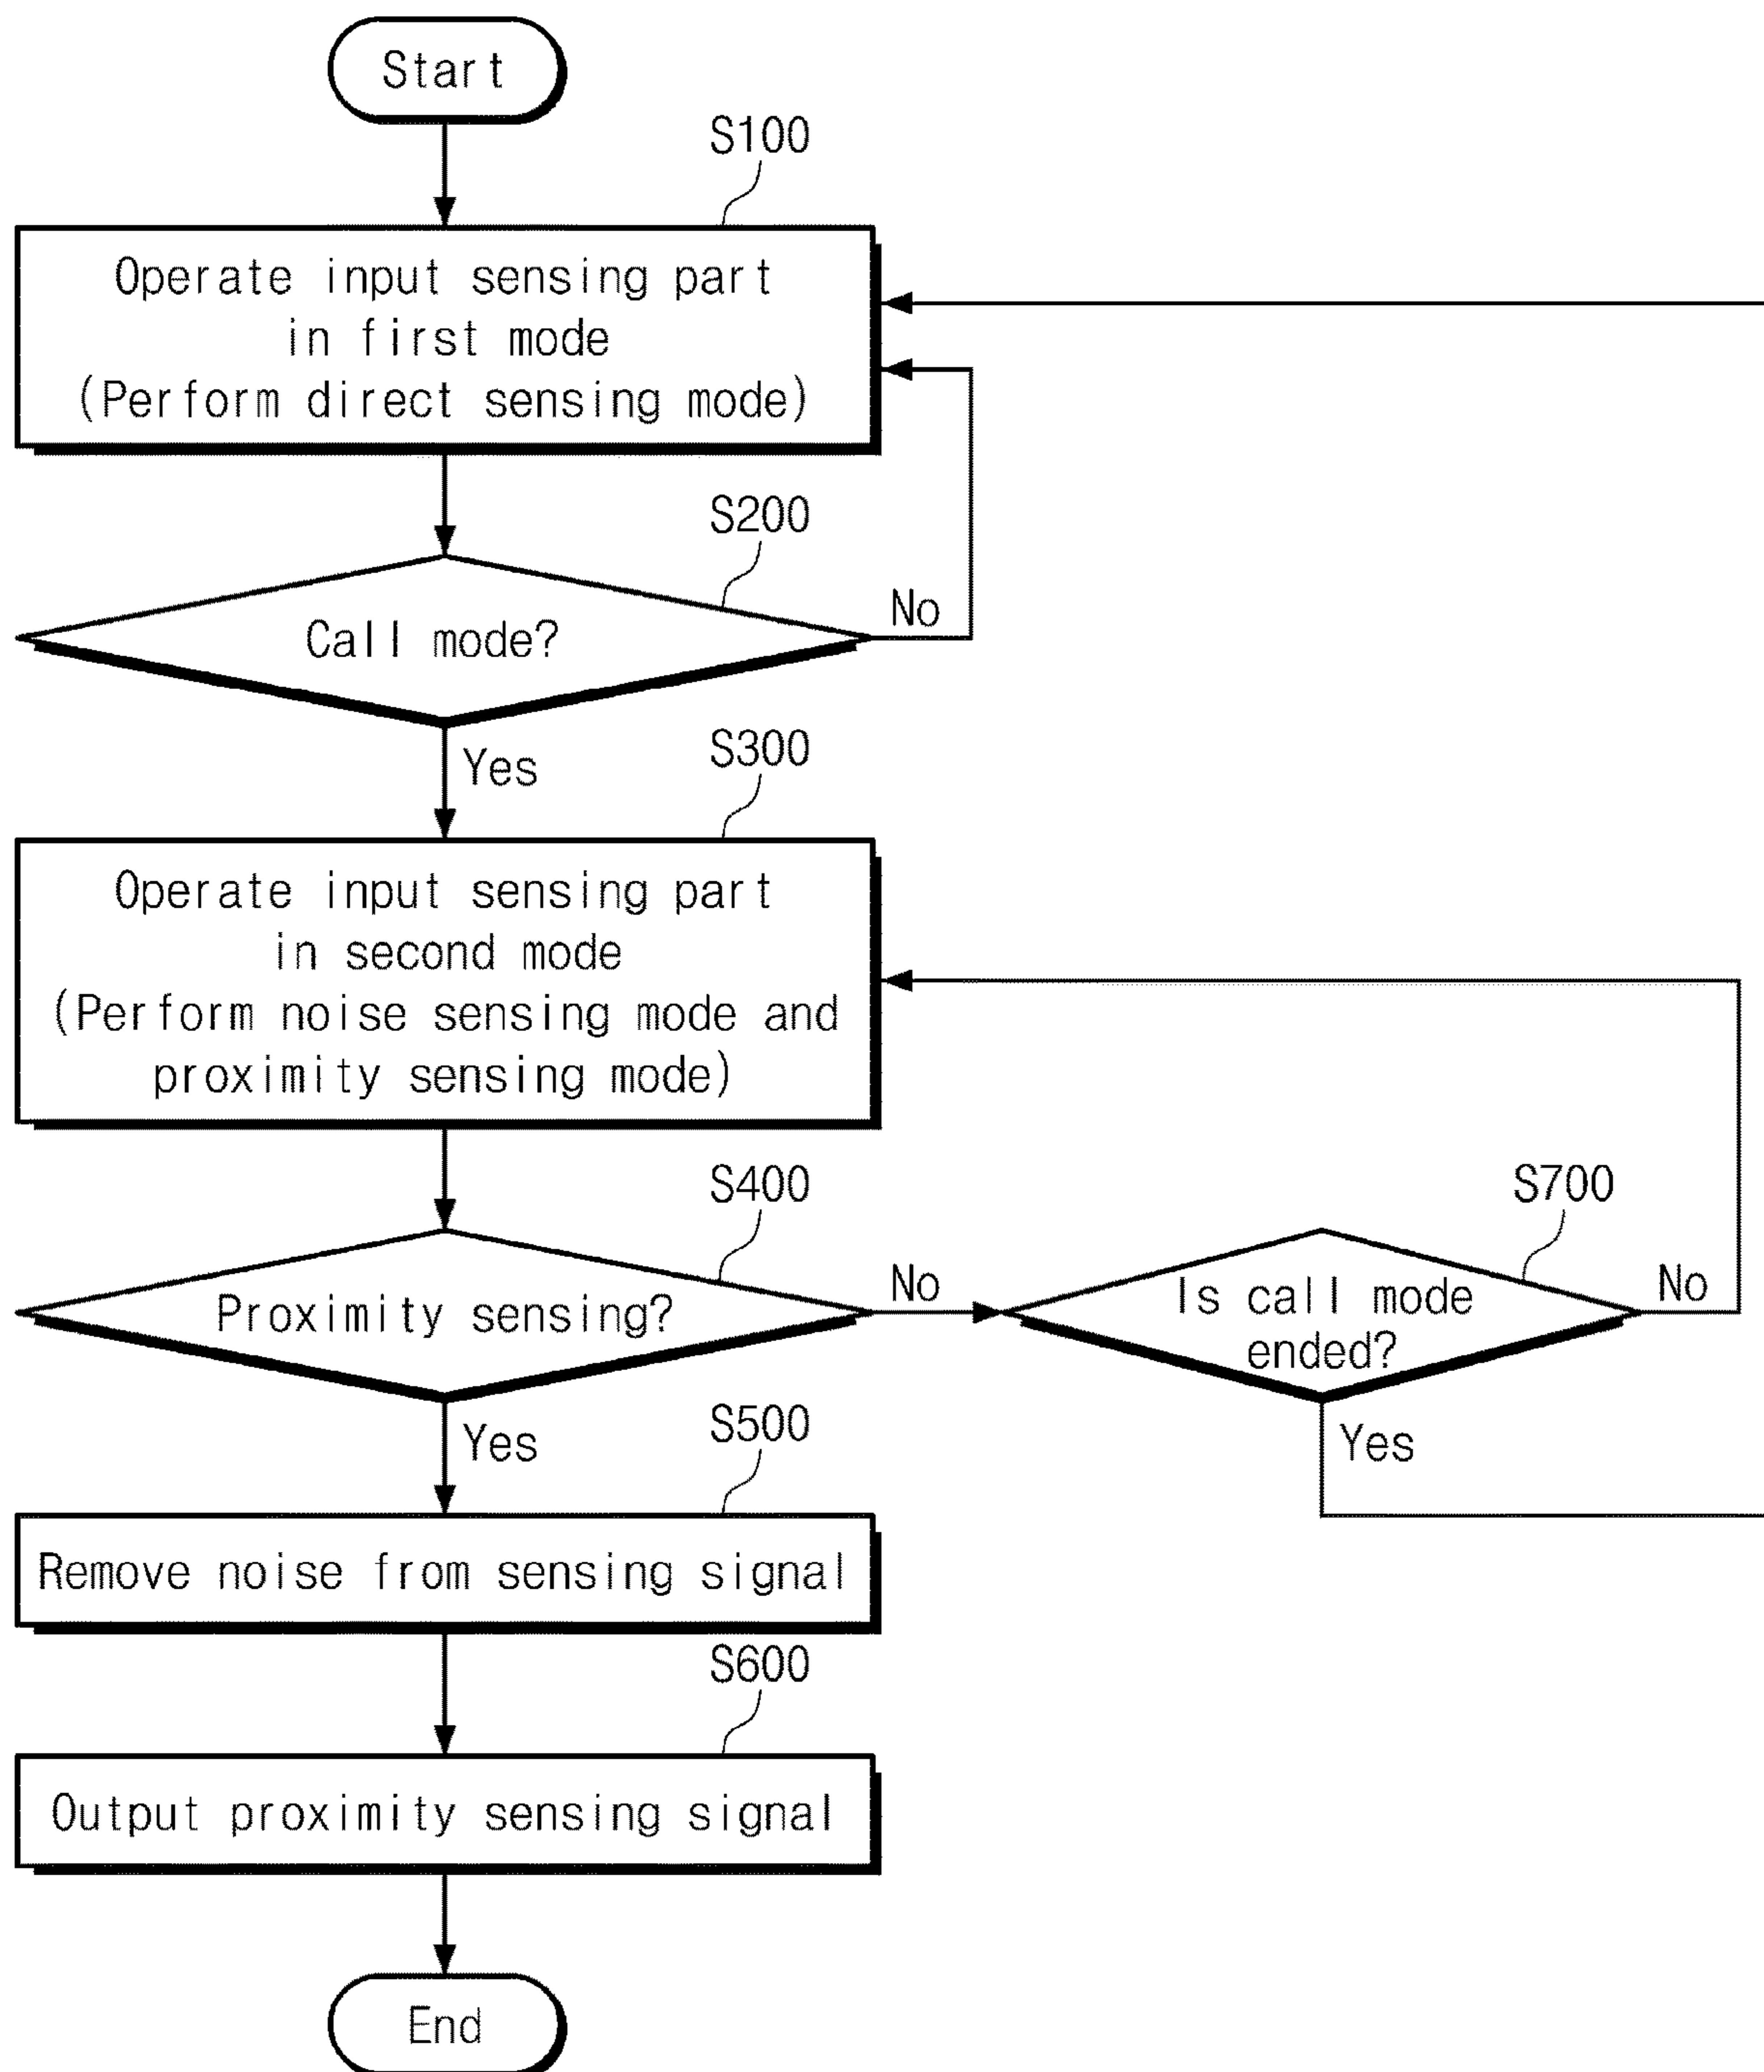 Start
S100
Operate input sensing part
in first mode
(Perform direct sensing mode)
S200
Call mode?
No
Yes
S300
Operate input sensing part
in second mode
(Perform noise sensing mode and
proximity sensing mode)
S400
Proximity sensing?
No
S700
Is call mode
ended?
No
Yes
Yes
S500
Remove noise from sensing signal
S600
Output proximity sensing signal
End